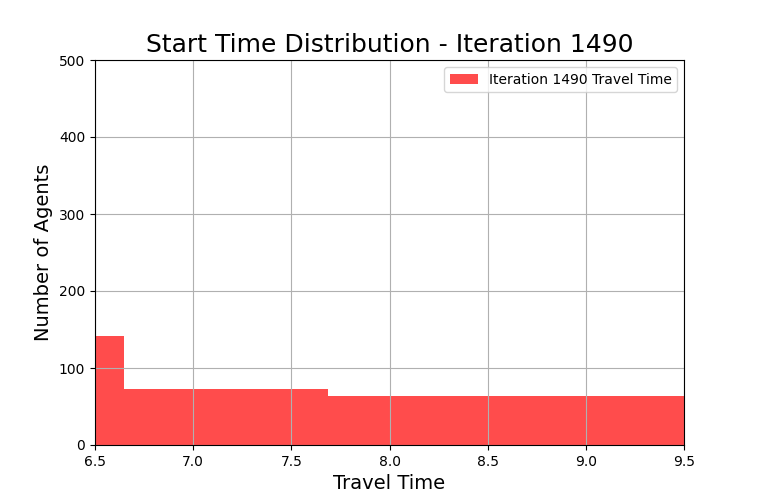 Start Time Distribution - Iteration 1490
Iteration 1490 Travel Time
Number of Agents
500
400
300
200
100
0
6.5 7.0 7.5 8.0 8.5 9.0 9.5
Travel Time